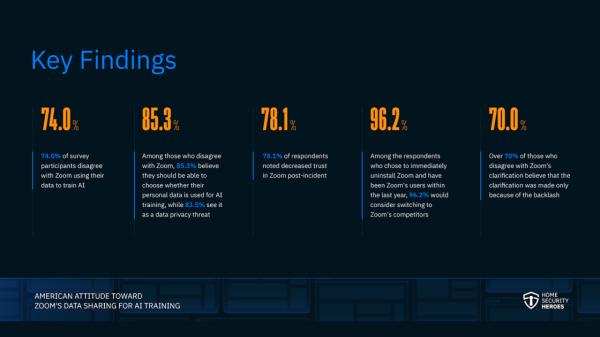 Key Findings
74.0%
74.0% of survey
participants disagree
with Zoom using their
data to train AI
85.3%
Among those who disagree
with Zoom, 85.3% believe
they should be able to
choose whether their
personal data is used for AI
training, while 83.5% see it
as a data privacy threat
78.1%
78.1% of respondents
noted decreased trust
in Zoom post-incident
96.2%
Among the respondents
who chose to immediately
uninstall Zoom and have
been Zoom's users within
the last year, 96.2% would
consider switching to
Zoom's competitors
70.0%
Over 70% of those who
disagree with Zoom's
clarification believe that the
clarification was made only
because of the backlash
AMERICAN ATTITUDE TOWARD
ZOOM'S DATA SHARING FOR AI TRAINING
HOME
SECURITY
HEROES